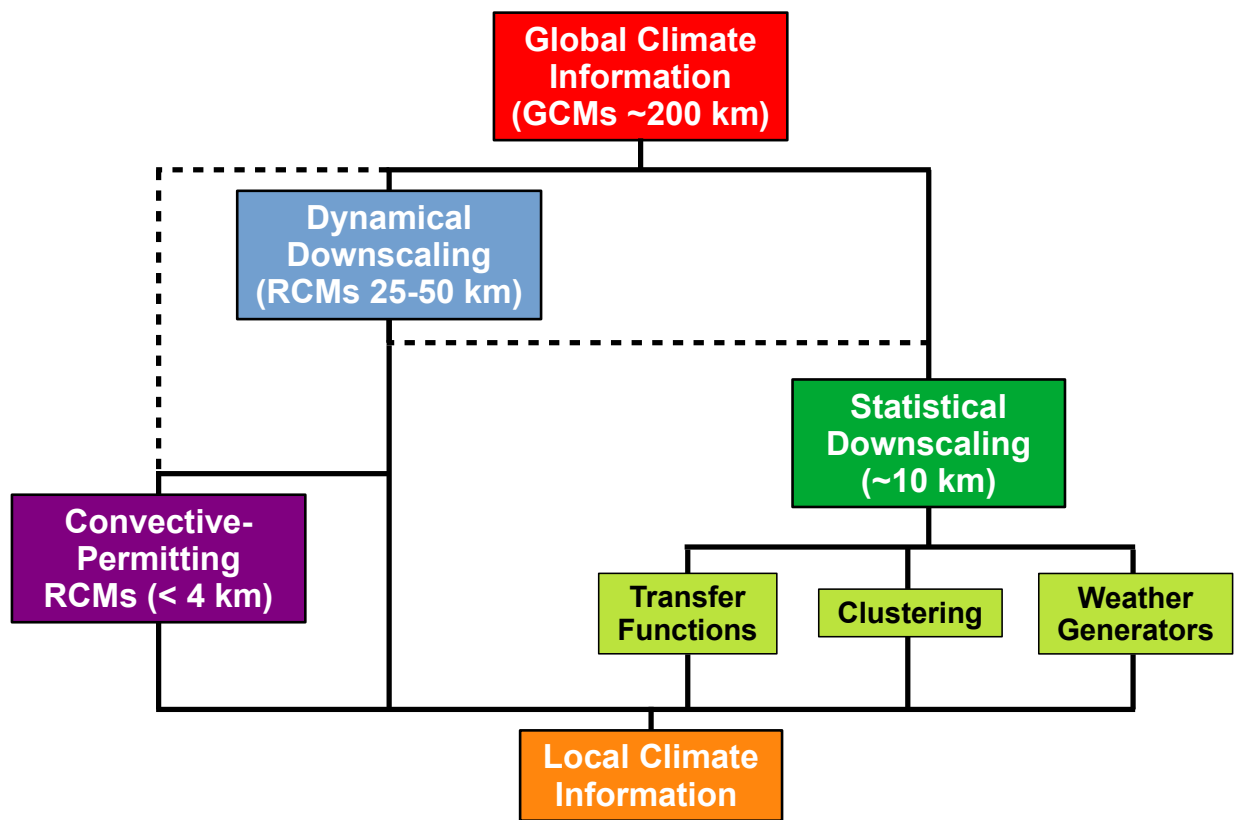 Global Climate
Information
(GCMs ~200 km)
Dynamical
Downscaling
(RCMs 25-50 km)
Statistical
Downscaling
(~10 km)
Convective-
Permitting
RCMs (< 4 km)
Transfer
Functions
Clustering
Weather
Generators
Local Climate
Information